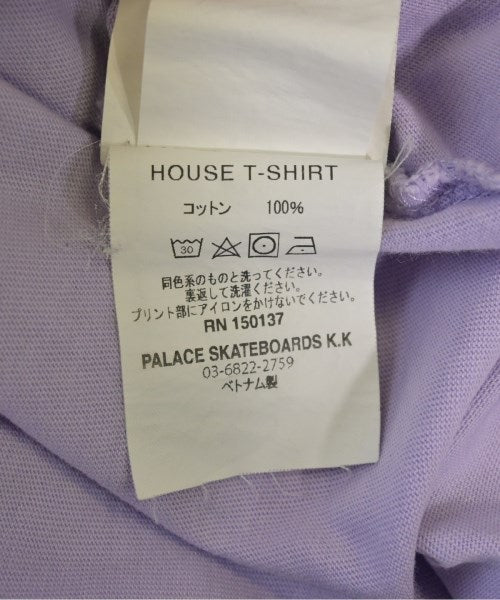 HOUSE T-SHIRT
コットン 100%
30
同色系のものと洗ってください。
裏返して洗濯ください。
プリント部にアイロンをかけないでください。
RN 150137
PALACE SKATEBOARDS K.K
03-6822-2759
ベトナム製